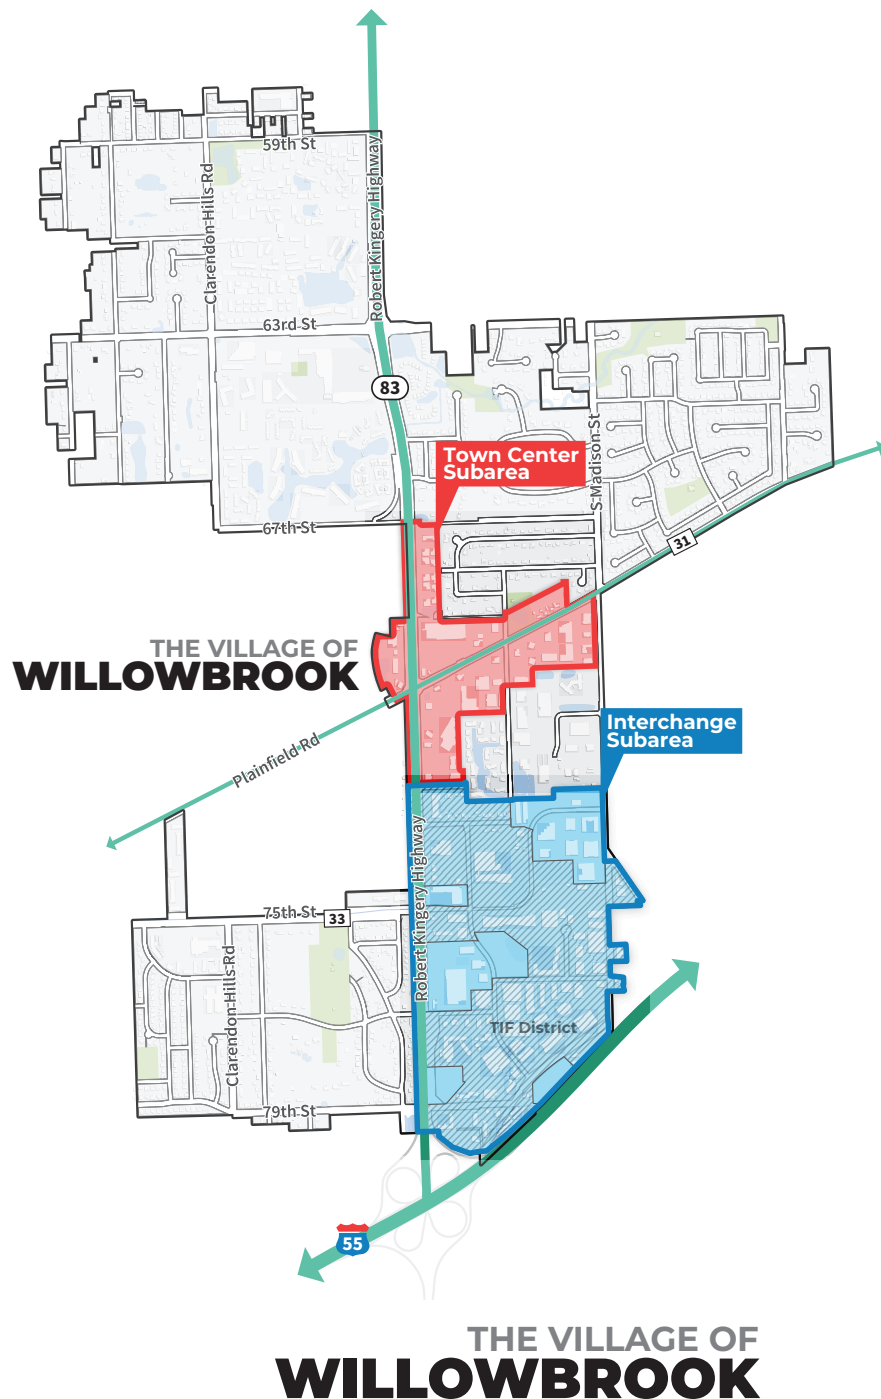 59th St
Clarendon Hills Rd
Robert Kingery Highway
63rd St
83
Town Center
Subarea
S Madison St
67th St
31
THE VILLAGE OF
WILLOWBROOK
Interchange
Subarea
Plainfield Rd
Robert Kingery Highway
75th St
33
Clarendon Hills Rd
TIF District
79th St
55
THE VILLAGE OF
WILLOWBROOK